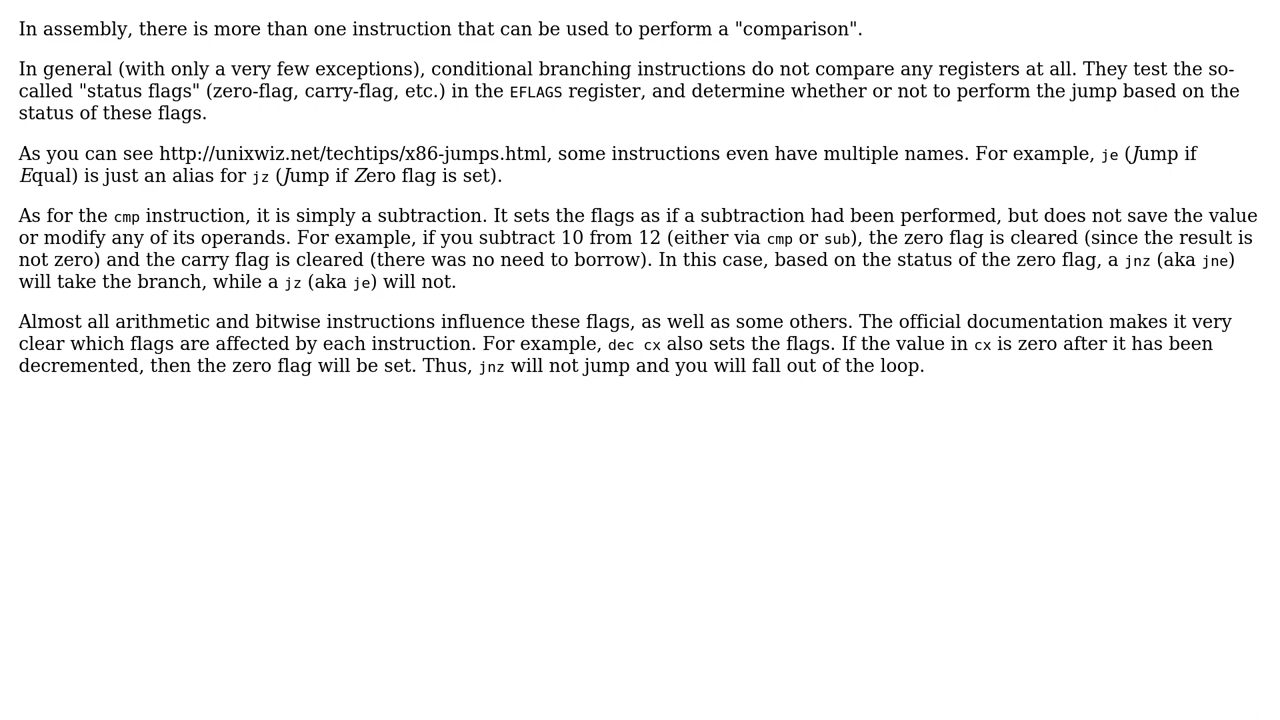 In assembly, there is more than one instruction that can be used to perform a "comparison".
In general (with only a very few exceptions), conditional branching instructions do not compare any registers at all. They test the so-
called "status flags" (zero-flag, carry-flag, etc.) in the EFLAGS register, and determine whether or not to perform the jump based on the
status of these flags.
As you can see http://unixwiz.net/techtips/x86-jumps.html, some instructions even have multiple names. For example, je (Jump if
Equal) is just an alias for jz (Jump if Zero flag is set).
As for the cmp instruction, it is simply a subtraction. It sets the flags as if a subtraction had been performed, but does not save the value
or modify any of its operands. For example, if you subtract 10 from 12 (either via cmp or sub), the zero flag is cleared (since the result is
not zero) and the carry flag is cleared (there was no need to borrow). In this case, based on the status of the zero flag, a jnz (aka jne)
will take the branch, while a jz (aka je) will not.
Almost all arithmetic and bitwise instructions influence these flags, as well as some others. The official documentation makes it very
clear which flags are affected by each instruction. For example, dec cx also sets the flags. If the value in cx is zero after it has been
decremented, then the zero flag will be set. Thus, jnz will not jump and you will fall out of the loop.